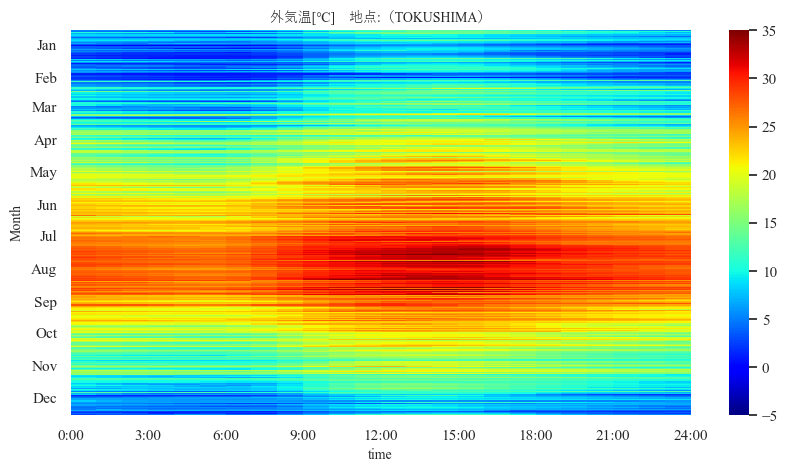 外気温[℃]　地点:（TOKUSHIMA）
Month
Jan
Feb
Mar
Apr
May
Jun
Jul
Aug
Sep
Oct
Nov
Dec
0:00 3:00 6:00 9:00 12:00 15:00 18:00 21:00 24:00
time
35
30
25
20
15
10
5
0
−5